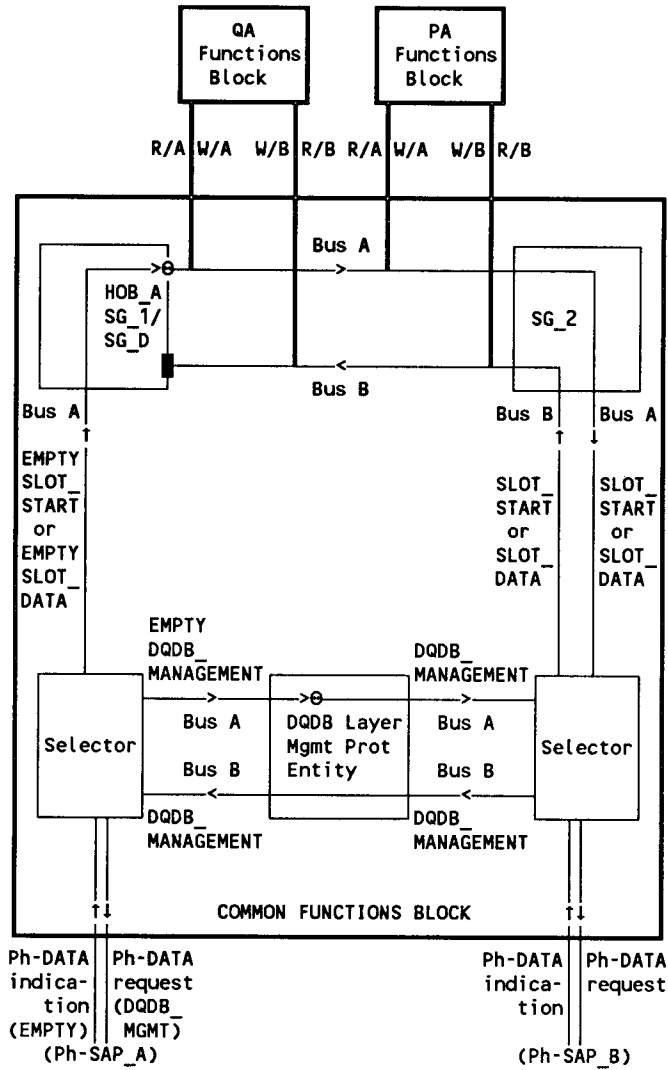 QA
Functions
Block
PA
Functions
Block
R/A W/A W/B R/B R/A W/A W/B R/B
Bus A
HOB_A
SG_1/
SG_D
SG_2
Bus B
Bus A
↑
EMPTY
SLOT_
START
or
EMPTY
SLOT_
DATA
Bus B
↑
SLOT_
START
or
SLOT_
DATA
Bus A
↓
SLOT_
START
or
SLOT_
DATA
EMPTY
DQDB_
MANAGEMENT
DQDB_
MANAGEMENT
Selector
Bus A
Bus B
DQDB_
MANAGEMENT
DQDB Layer
Mgmt Prot
Entity
Bus A
Bus B
DQDB_
MANAGEMENT
Selector
↑↓
COMMON FUNCTIONS BLOCK
↑↓
Ph-DATA
indica-
tion
(EMPTY)
Ph-DATA
request
(DQDB_
MGMT)
(Ph-SAP_A)
Ph-DATA
indica-
tion
Ph-DATA
request
(Ph-SAP_B)